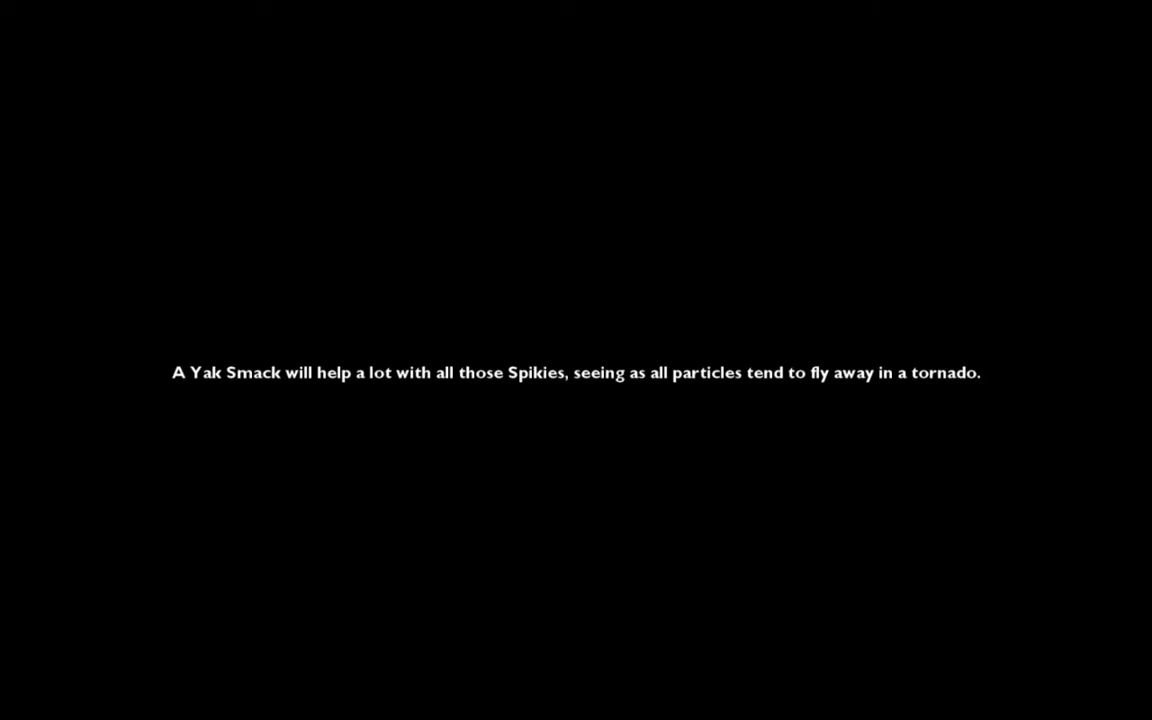 A Yak Smack will help a lot with all those Spikies, seeing as all particles tend to fly away in a tornado.